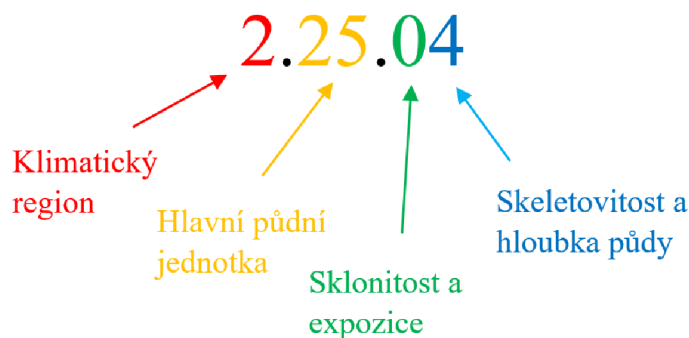 2.25.04
Klimatický
region
Hlavní půdní
jednotka
Sklonitost a
expozice
Skeletovitost a
hloubka půdy